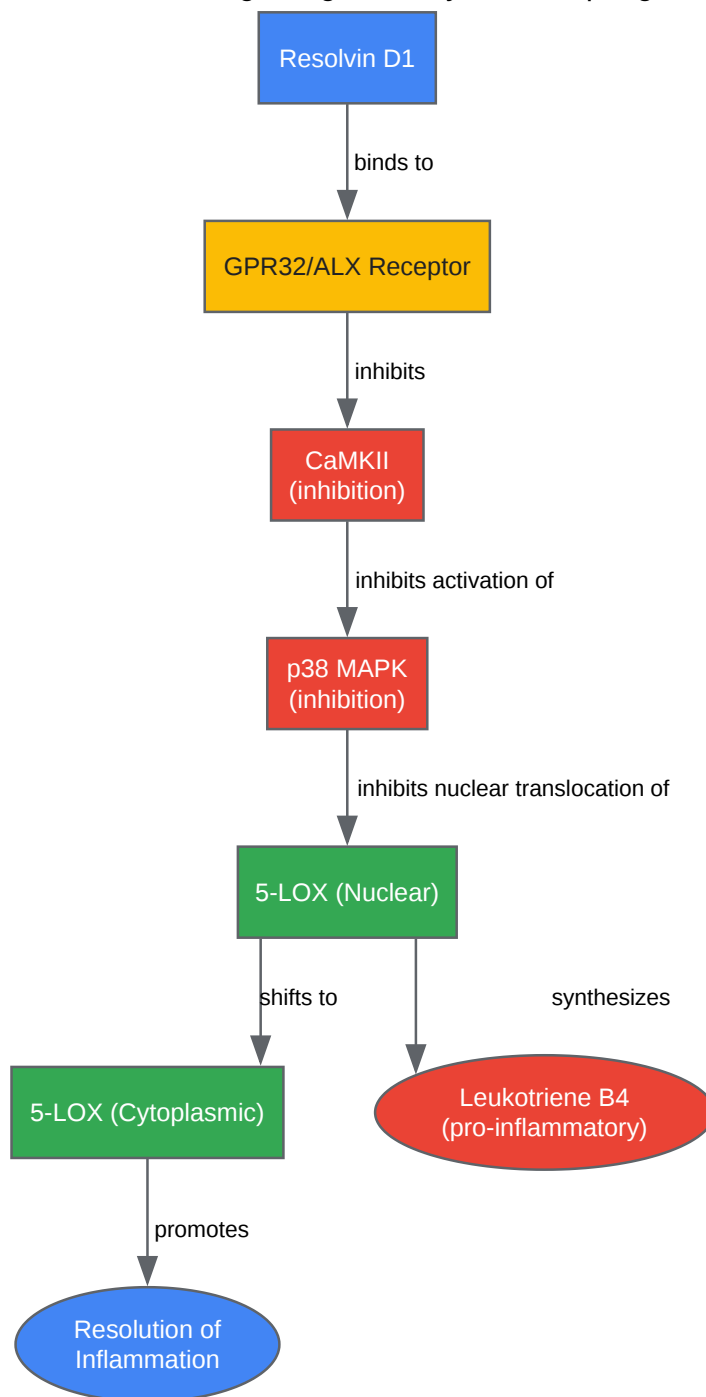 Resolvin D1
binds to
GPR32/ALX Receptor
inhibits
CaMKII
(inhibition)
inhibits activation of
p38 MAPK
(inhibition)
inhibits nuclear translocation of
5-LOX (Nuclear)
shifts to
synthesizes
5-LOX (Cytoplasmic)
Leukotriene B4
(pro-inflammatory)
promotes
Resolution of
Inflammation